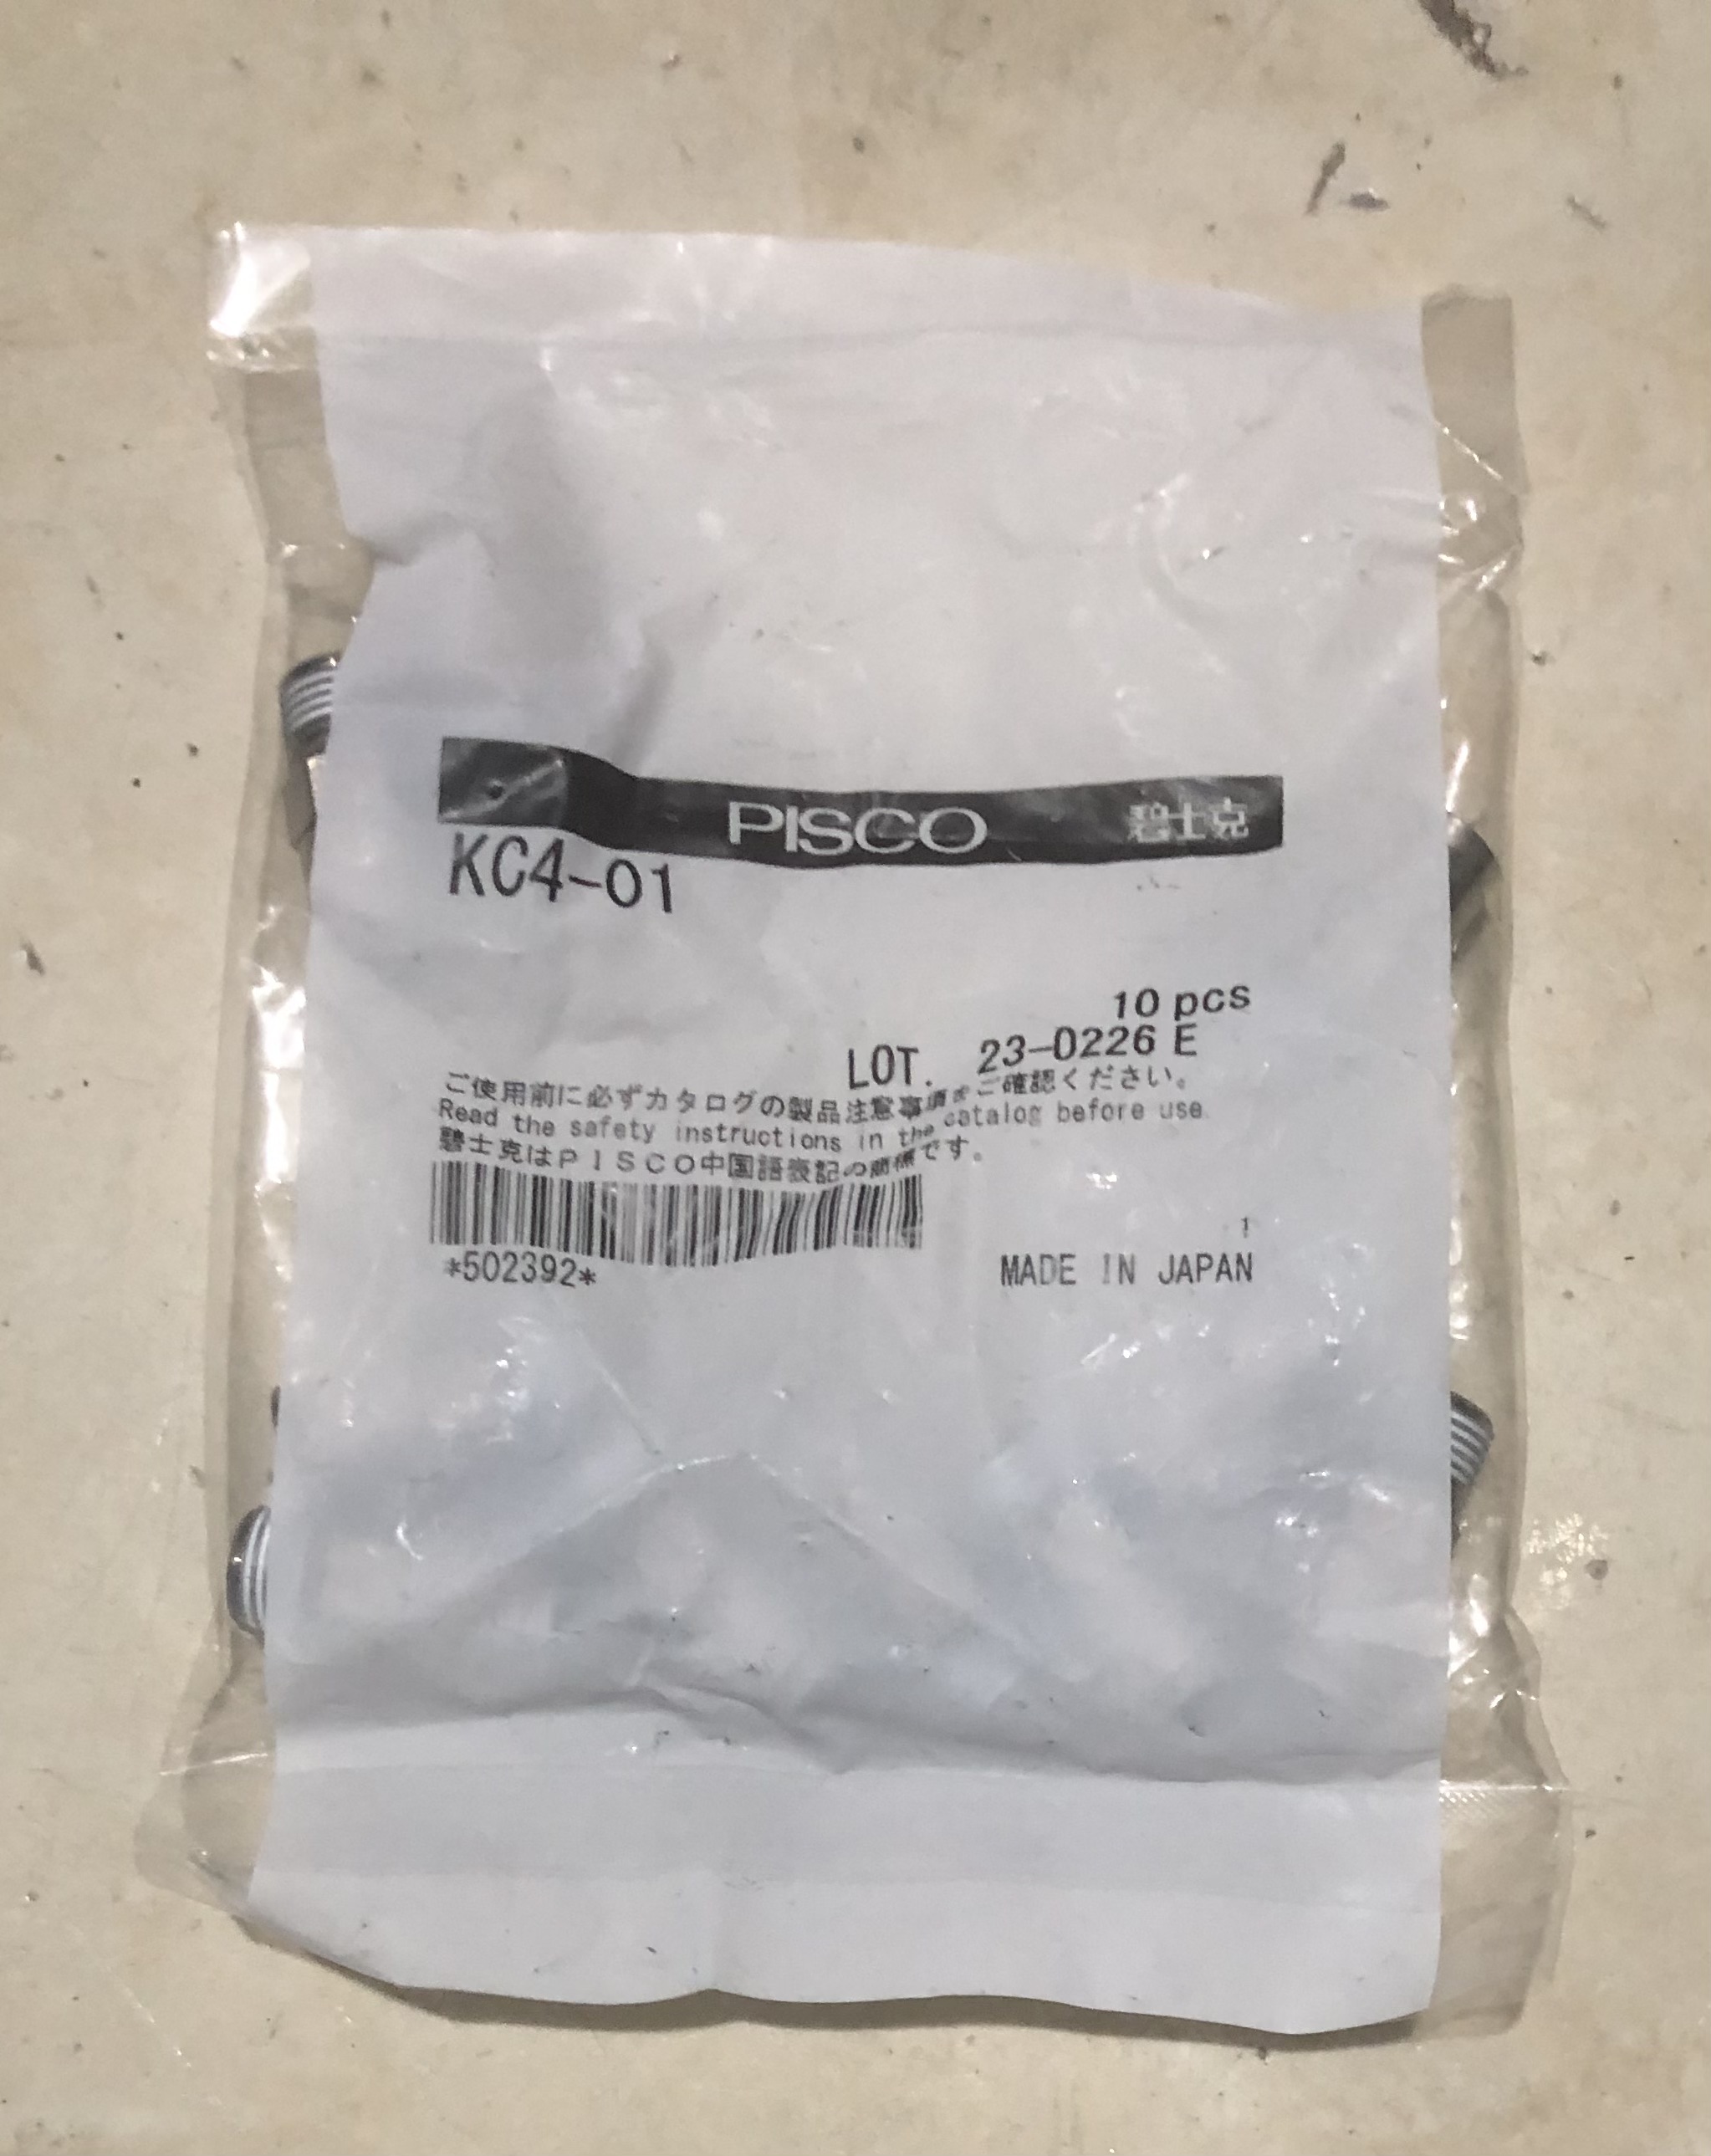 PISCO 碧士克
KC4-01
10 pcs
LOT. 23-0226 E
ご使用前に必ずカタログの製品注意事項をご確認ください。
Read the safety instructions in the catalog before use.
碧士克はPISCO中国語表記の商標です。
1
*502392*
MADE IN JAPAN